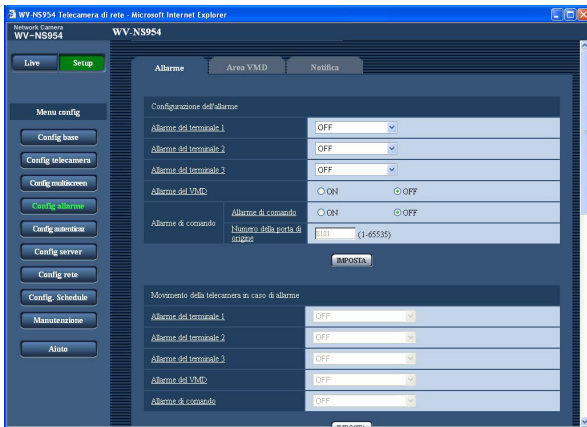 WV-NS954 Telecamera di rete - Microsoft Internet Explorer
Network Camera
WV-NS954
WV-NS954
Live Setup
Allarme Area VMD Notifica
Menu config
Config base
Config telecamera
Config multiscreen
Config allarme
Config autenticaz
Config server
Config rete
Config. Schedule
Manutenzione
Aiuto
Configurazione dell'allarme
Allarme del terminale 1 OFF
Allarme del terminale 2 OFF
Allarme del terminale 3 OFF
Allarme del VMD ON OFF
Allarme di comando
Allarme di comando ON OFF
Numero della porta di origine (1-65535)
IMPOSTA
Movimento della telecamera in caso di allarme
Allarme del terminale 1 OFF
Allarme del terminale 2 OFF
Allarme del terminale 3 OFF
Allarme del VMD OFF
Allarme di comando OFF
IMPOSTA